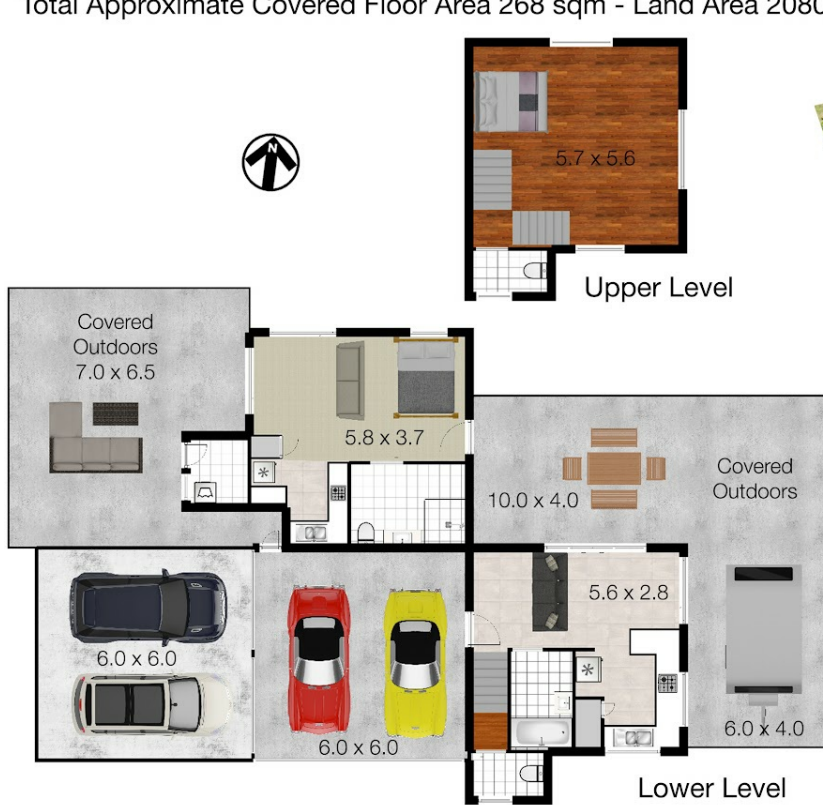 Total Approximate Covered Floor Area 268 sqm - Land Area 2080
N
5.7 x 5.6
Upper Level
Covered
Outdoors
7.0 x 6.5
5.8 x 3.7
Covered
Outdoors
10.0 x 4.0
5.6 x 2.8
6.0 x 6.0
6.0 x 6.0
6.0 x 4.0
Lower Level